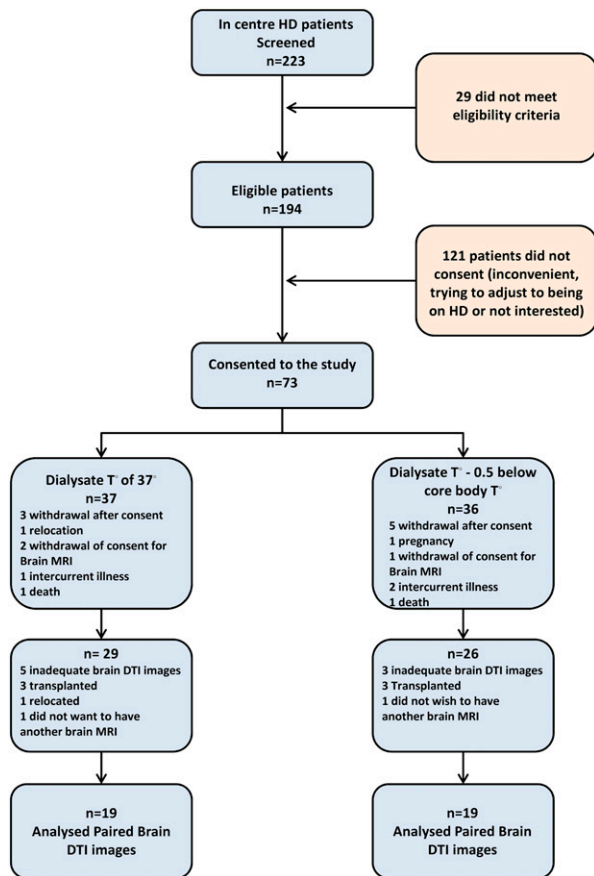 In centre HD patients
Screened
n=223
29 did not meet
eligibility criteria
Eligible patients
n=194
121 patients did not
consent (inconvenient,
trying to adjust to being
on HD or not interested)
Consented to the study
n=73
Dialysate T° of 37°
n=37
3 withdrawal after consent
1 relocation
2 withdrawal of consent for
Brain MRI
1 intercurrent illness
1 death
Dialysate T° - 0.5 below
core body T°
n=36
5 withdrawal after consent
1 pregnancy
1 withdrawal of consent for
Brain MRI
2 intercurrent illness
1 death
n= 29
5 inadequate brain DTI images
3 transplanted
1 relocated
1 did not want to have
another brain MRI
n=26
3 inadequate brain DTI images
3 Transplanted
1 did not wish to have
another brain MRI
n=19
Analysed Paired Brain
DTI images
n=19
Analysed Paired Brain
DTI images